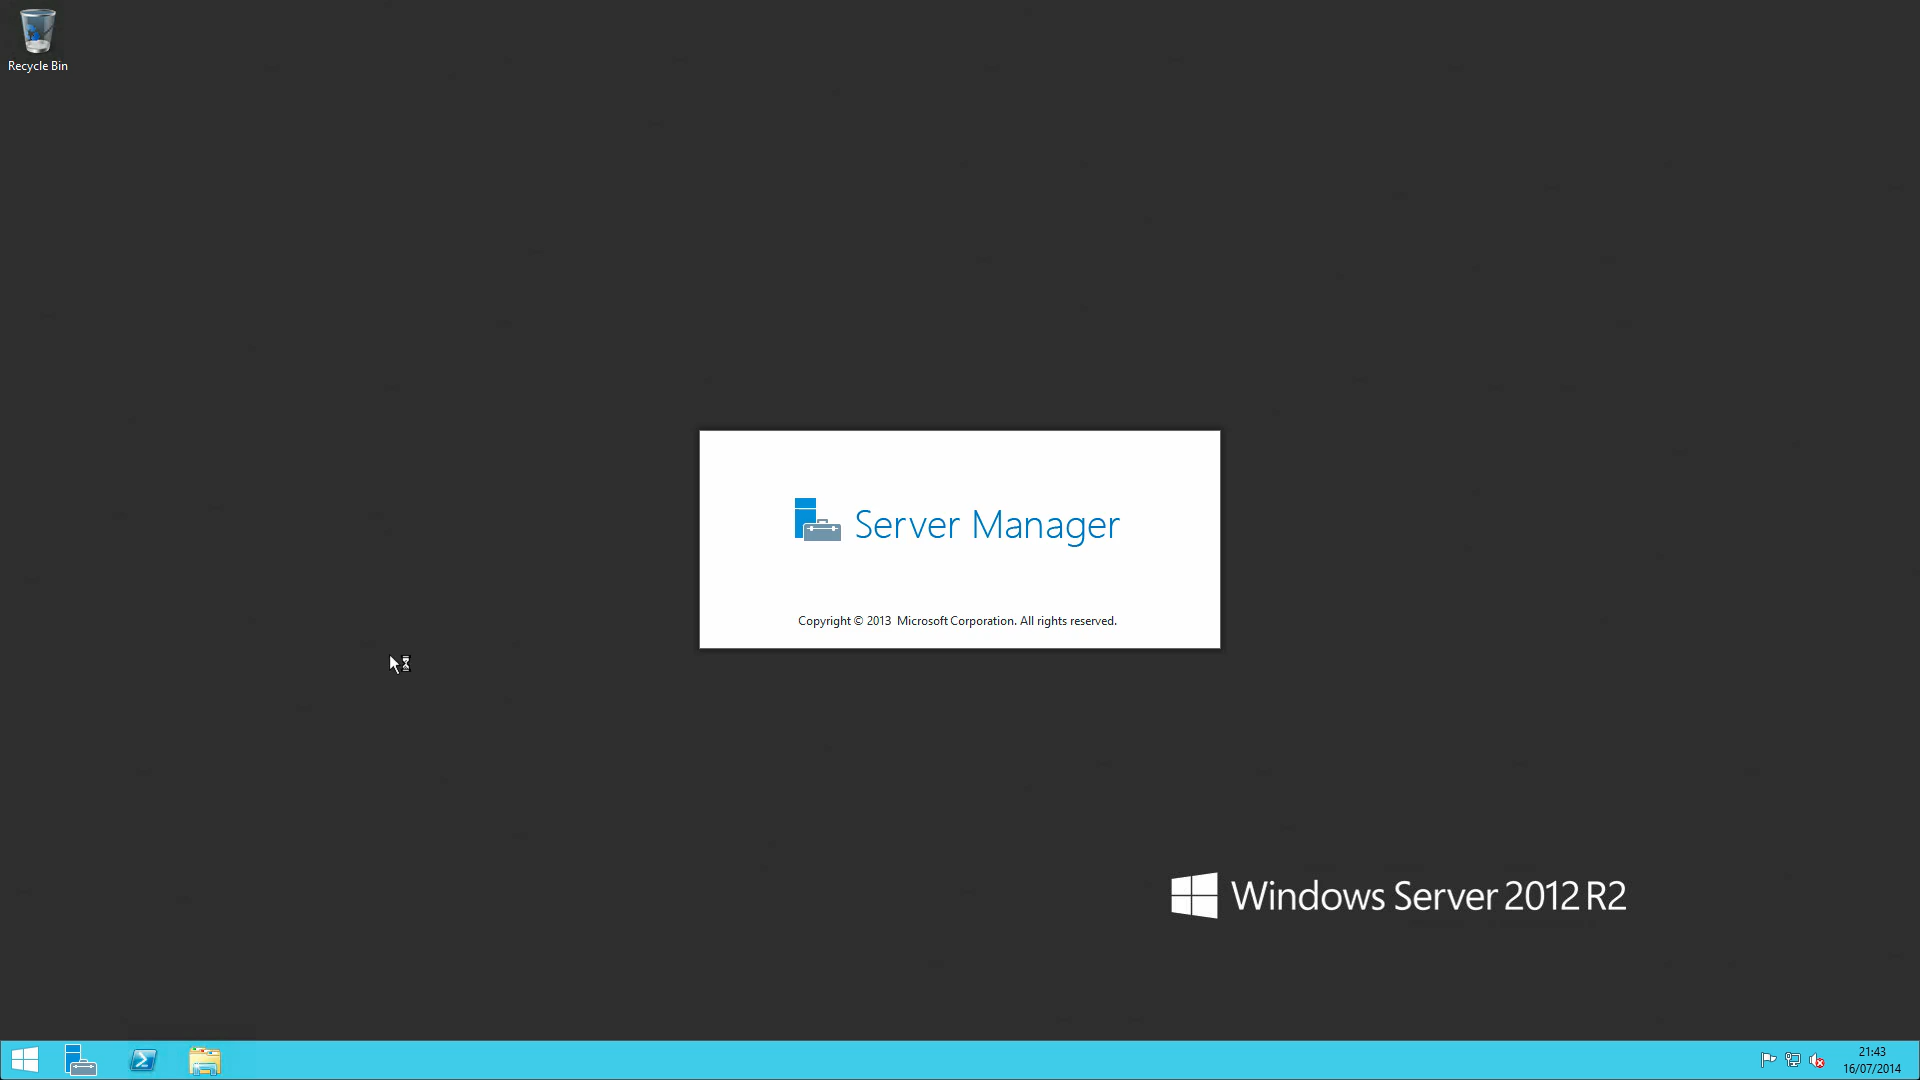 Recycle Bin
Server Manager
Copyright © 2013 Microsoft Corporation. All rights reserved.
Windows Server 2012 R2
21:43
16/07/2014